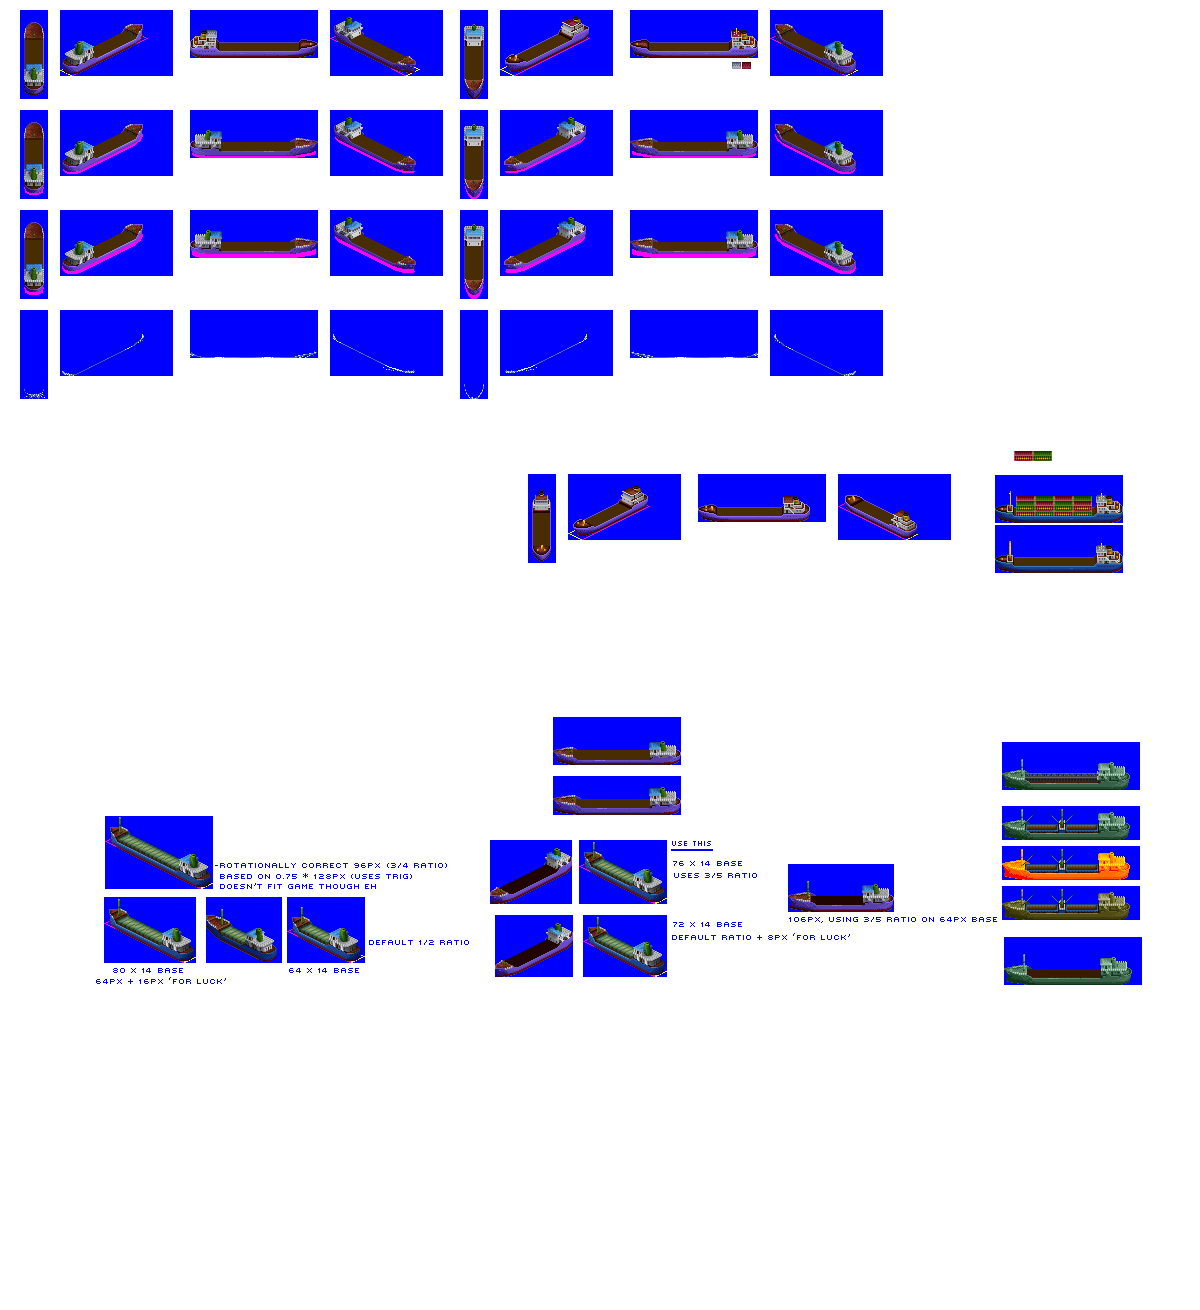 USE THIS
76 X 14 BASE
USES 3/5 RATIO
-ROTATIONALLY CORRECT 96PX (3/4 RATIO)
BASED ON 0.75 * 128PX (USES TRIG)
DOESN'T FIT GAME THOUGH EH
106PX, USING 3/5 RATIO ON 64PX BASE
72 X 14 BASE
DEFAULT RATIO + 8PX 'FOR LUCK'
DEFAULT 1/2 RATIO
80 X 14 BASE
64PX + 16PX 'FOR LUCK'
64 X 14 BASE